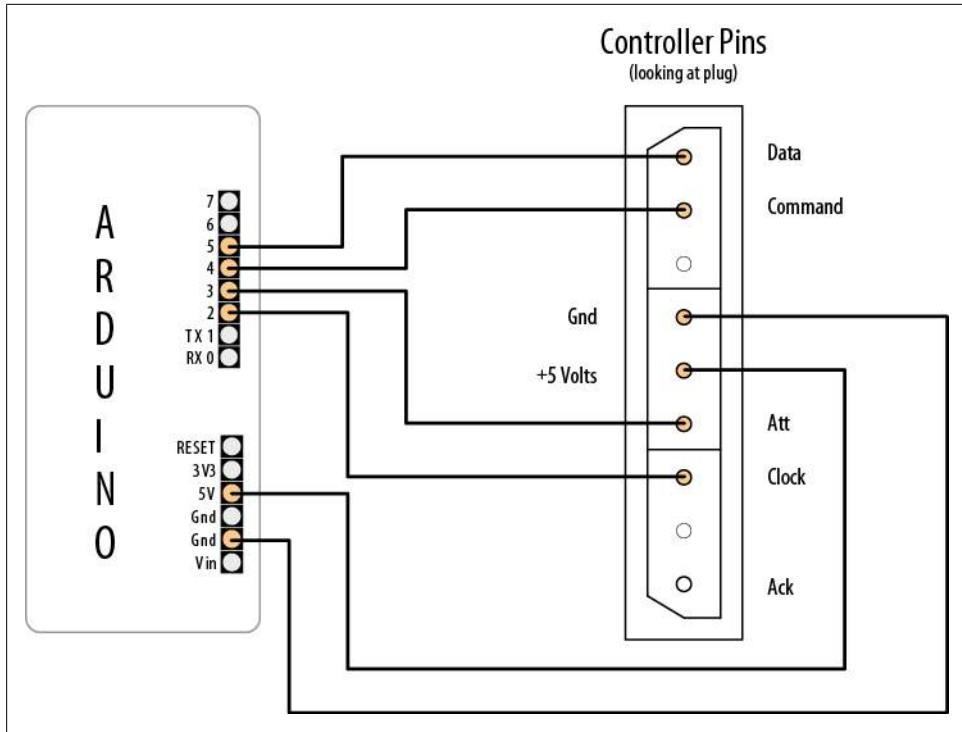 Controller Pins
(looking at plug)
ARDUINO
7
6
5
4
3
2
TX 1
RX 0
RESET
3V3
5V
Gnd
Gnd
Vin
Data
Command
Gnd
+5 Volts
Att
Clock
Ack